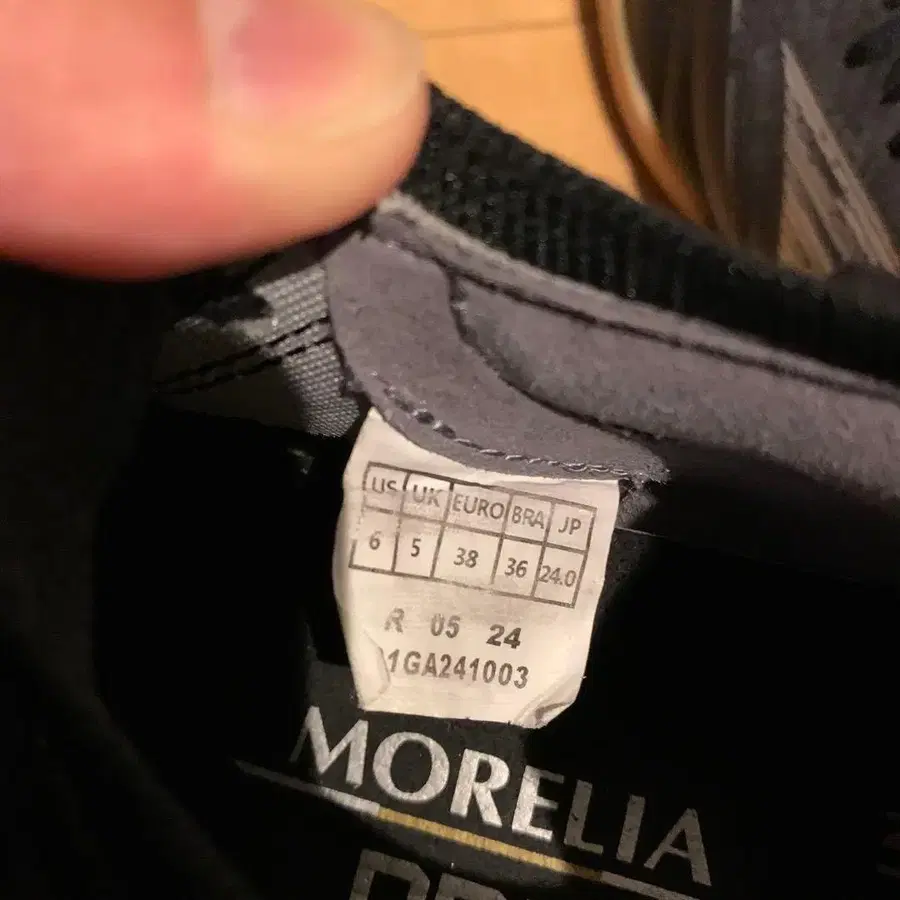 US UK EURO BRA JP
6 5 38 36 24.0
R 05 24
1GA241003
MORELIA